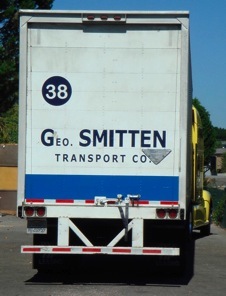 38
GEO. SMITTEN
TRANSPORT CO.